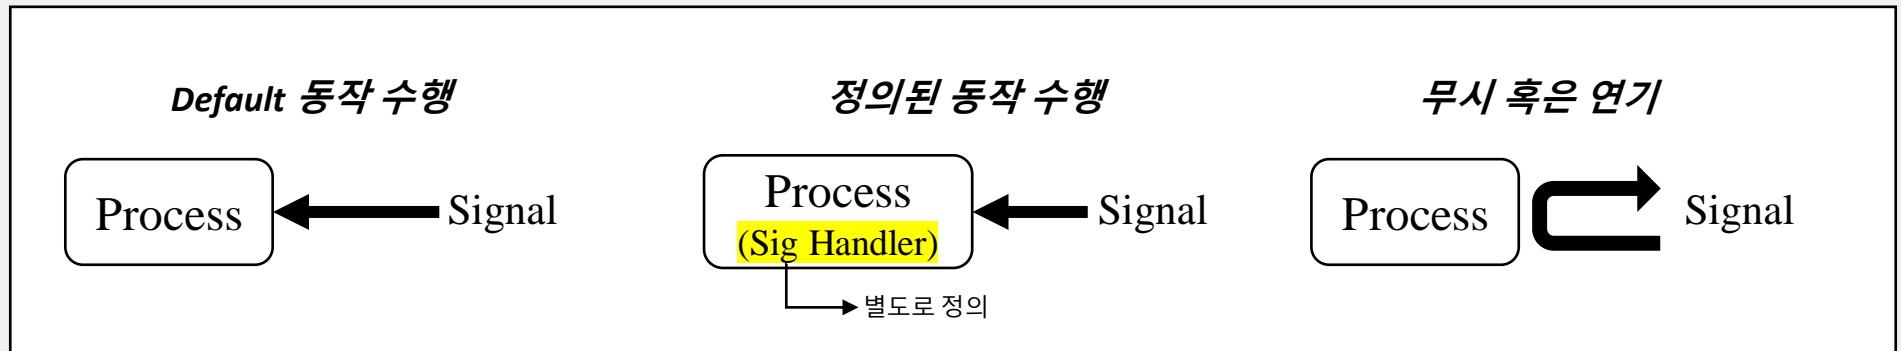 Default 동작 수행
Process
Signal
정의된 동작 수행
Process
(Sig Handler)
Signal
별도로 정의
무시 혹은 연기
Process
Signal